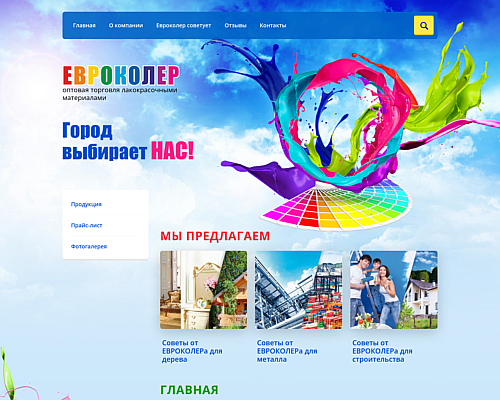 Главная О компании Евроколер советует Отзывы Контакты
ЕВРОКОЛЕР
оптовая торговля лакокрасочными
материалами
Город
выбирает НАС!
Продукция
Прайс-лист
Фотогалерея
МЫ ПРЕДЛАГАЕМ
Советы от
ЕВРОКОЛЕРа для
дерева
Советы от
ЕВРОКОЛЕРа для
металла
Советы от
ЕВРОКОЛЕРа для
строительства
ГЛАВНАЯ